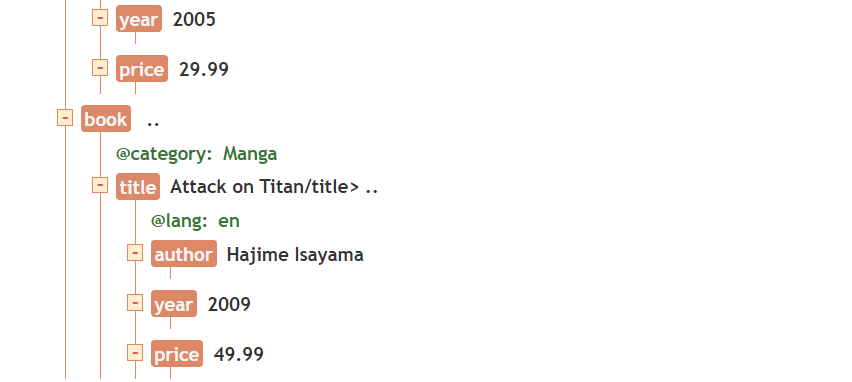 - year 2005
- price 29.99
- book ..
@category: Manga
- title Attack on Titan/title> ..
@lang: en
- author Hajime Isayama
- year 2009
- price 49.99